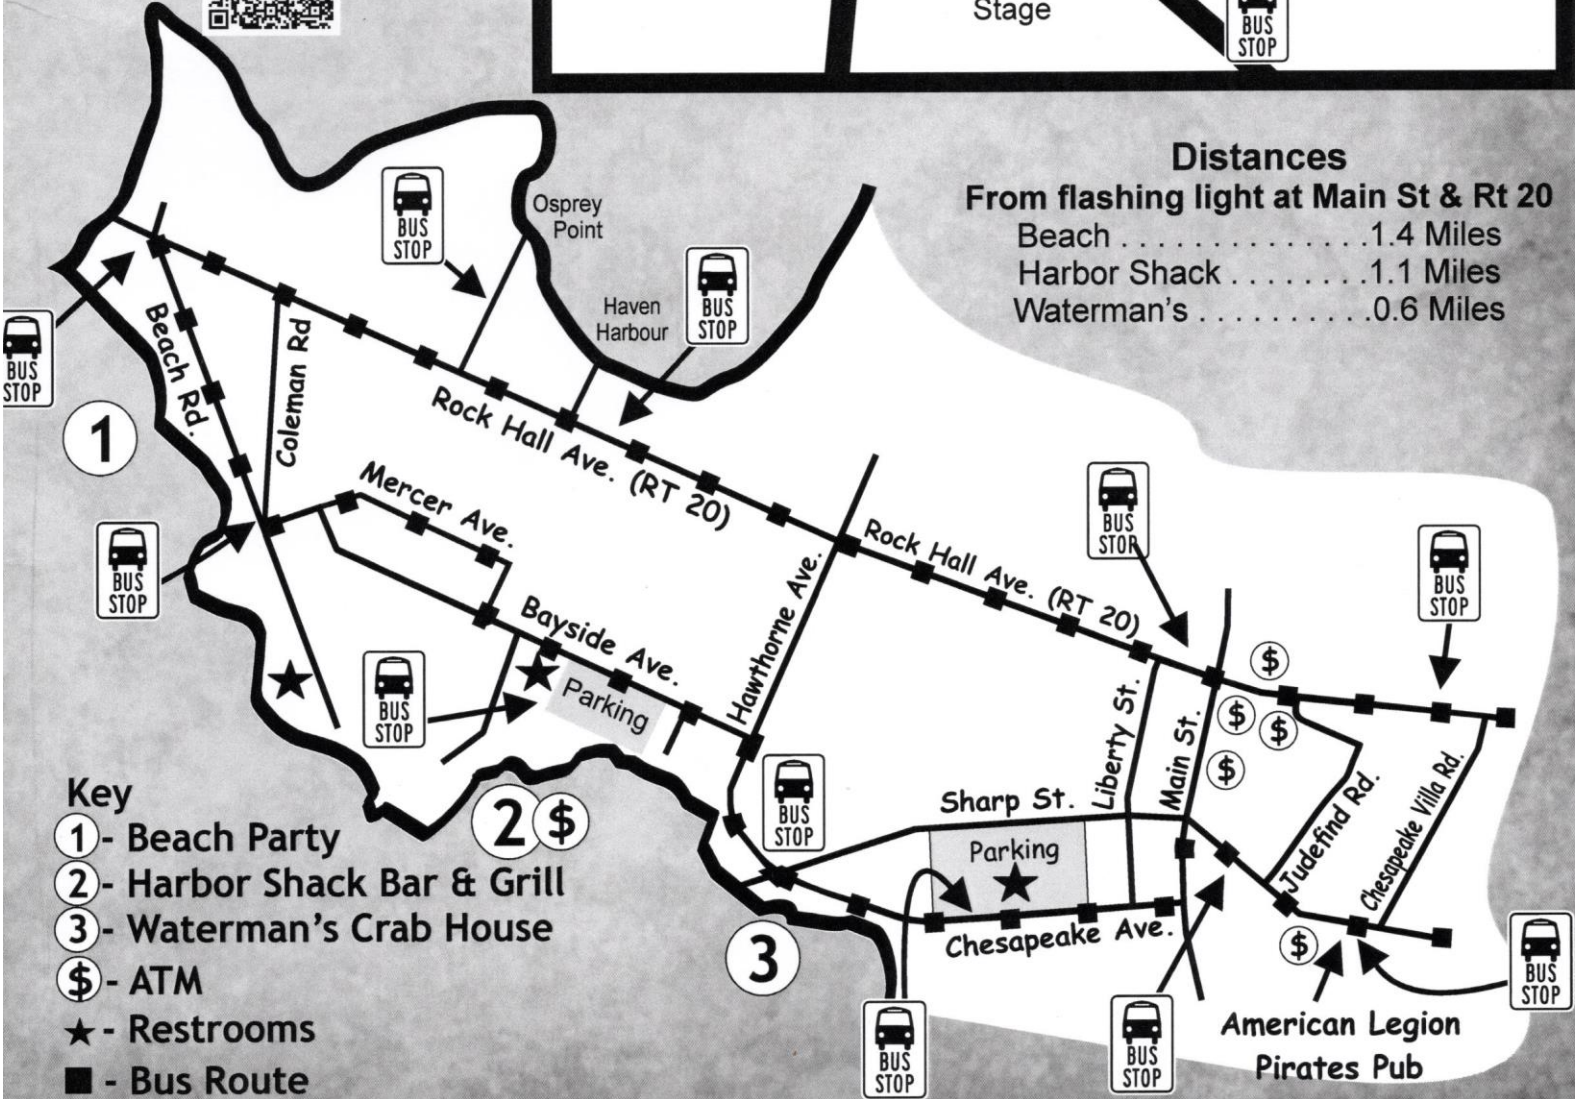 Stage
BUS
STOP
Distances
From flashing light at Main St & Rt 20
Beach . . . . . . . . . . . . . .1.4 Miles
Harbor Shack . . . . . . . .1.1 Miles
Waterman's . . . . . . . . . .0.6 Miles
BUS
STOP
Osprey
Point
Haven
Harbour
BUS
STOP
BUS
STOP
Beach Rd.
Coleman Rd
1
Rock Hall Ave. (RT 20)
Mercer Ave.
BUS
STOP
Bayside Ave.
Parking
BUS
STOP
Hawthorne Ave.
Rock Hall Ave. (RT 20)
BUS
STOP
BUS
STOP
$
$
$
$
Liberty St.
Main St.
Judefind Rd.
Chesapeake Villa Rd.
BUS
STOP
Sharp St.
Parking
Chesapeake Ave.
2 $
3
$
BUS
STOP
BUS
STOP
BUS
STOP
American Legion
Pirates Pub
Key
1 - Beach Party
2 - Harbor Shack Bar & Grill
3 - Waterman's Crab House
$ - ATM
★ - Restrooms
■ - Bus Route